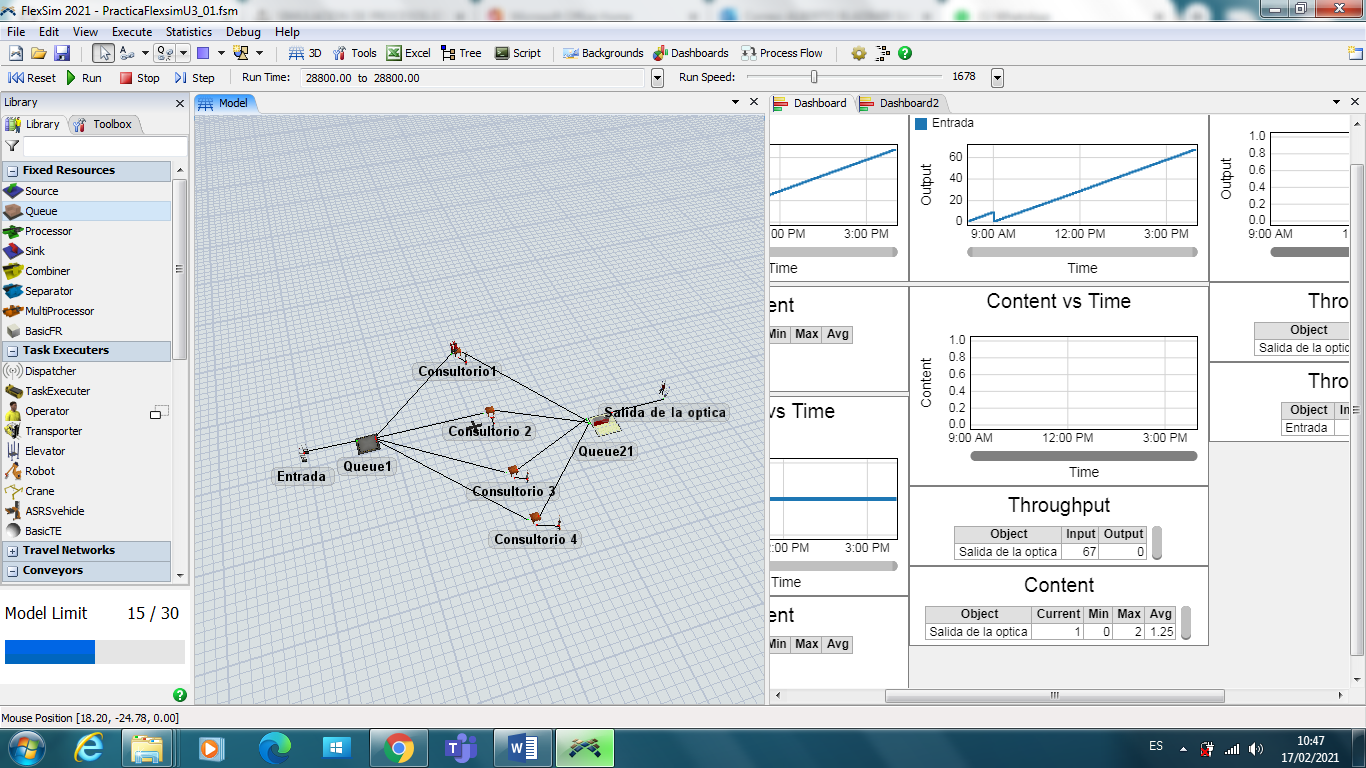 FlexSim 2021 - PracticaFlexsimU3_01.fsm
File Edit View Execute Statistics Debug Help
3D Tools Excel Tree Script Backgrounds Dashboards Process Flow
Reset Run Stop Step Run Time: 28800.00 to 28800.00 Run Speed: 1678
Library
Library Toolbox
Fixed Resources
Source
Queue
Processor
Sink
Combiner
Separator
MultiProcessor
BasicFR
Task Executers
Dispatcher
TaskExecuter
Operator
Transporter
Elevator
Robot
Crane
ASRSvehide
BasicTE
Travel Networks
Conveyors
Model Limit 15 / 30
Mouse Position [18.20, -24.78, 0.00]
Model
Consultorio1
Salida de la optica
Consultorio 2
Queue21
Queue1
Entrada
Consultorio 3
Consultorio 4
Dashboard Dashboard2
00 PM 3:00 PM
Time
ent
Min Max Avg
vs Time
2:00 PM 3:00 PM
Time
ent
Min Max Avg
Entrada
Output
60
40
20
0
9:00 AM 12:00 PM 3:00 PM
Time
Content vs Time
Content
1.0
0.8
0.6
0.4
0.2
0.0
9:00 AM 12:00 PM 3:00 PM
Time
Throughput
Object Input Output
Salida de la optica 67 0
Content
Object Current Min Max Avg
Salida de la optica 1 0 2 1.25
Output
1.0
0.8
0.6
0.4
0.2
0.0
9:00 AM 1
Thro
Object
Salida de la optic
Thro
Object In
Entrada
ES
10:47
17/02/2021